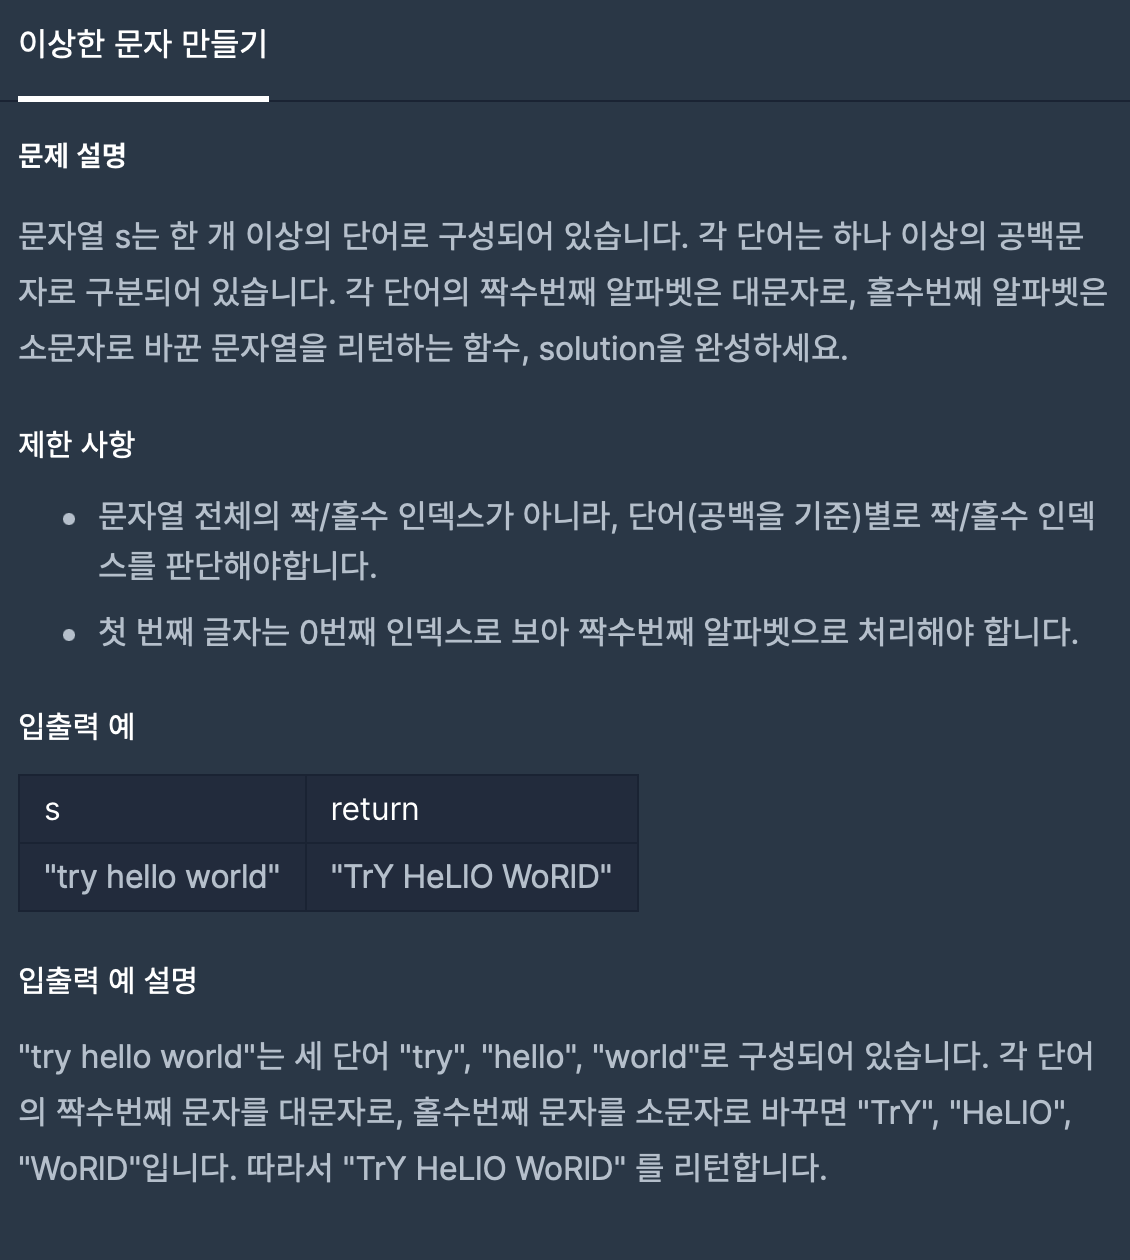 이상한 문자 만들기
문제 설명
문자열 s는 한 개 이상의 단어로 구성되어 있습니다. 각 단어는 하나 이상의 공백문
자로 구분되어 있습니다. 각 단어의 짝수번째 알파벳은 대문자로, 홀수번째 알파벳은
소문자로 바꾼 문자열을 리턴하는 함수, solution을 완성하세요.
제한 사항
• 문자열 전체의 짝/홀수 인덱스가 아니라, 단어(공백을 기준)별로 짝/홀수 인덱
스를 판단해야합니다.
• 첫 번째 글자는 0번째 인덱스로 보아 짝수번째 알파벳으로 처리해야 합니다.
입출력 예
s return
"try hello world" "TrY HeLlO WoRlD"
입출력 예 설명
"try hello world"는 세 단어 "try", "hello", "world"로 구성되어 있습니다. 각 단어
의 짝수번째 문자를 대문자로, 홀수번째 문자를 소문자로 바꾸면 "TrY", "HeLlO",
"WoRlD"입니다. 따라서 "TrY HeLlO WoRlD" 를 리턴합니다.